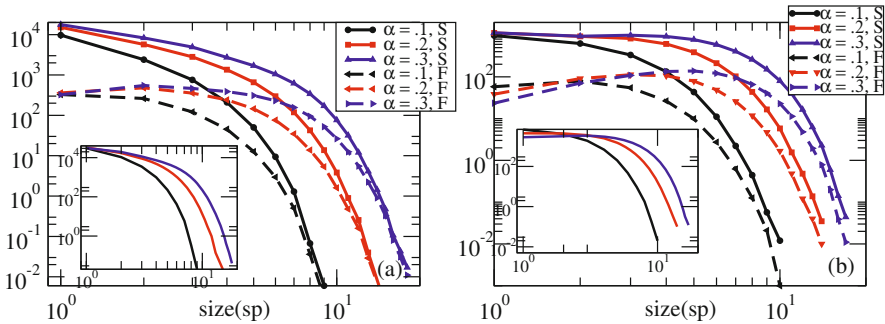 10^4
10^3
10^2
10^1
10^0
10^-1
10^-2
α = .1, S
α = .2, S
α = .3, S
α = .1, F
α = .2, F
α = .3, F
10^4
10^2
10^0
10^0
10^1
(a)
10^0
10^1
size(sp)
10^2
10^0
α = .1, S
α = .2, S
α = .3, S
α = .1, F
α = .2, F
α = .3, F
10^2
10^0
10^-2
10^0
10^1
(b)
10^0
10^1
size(sp)